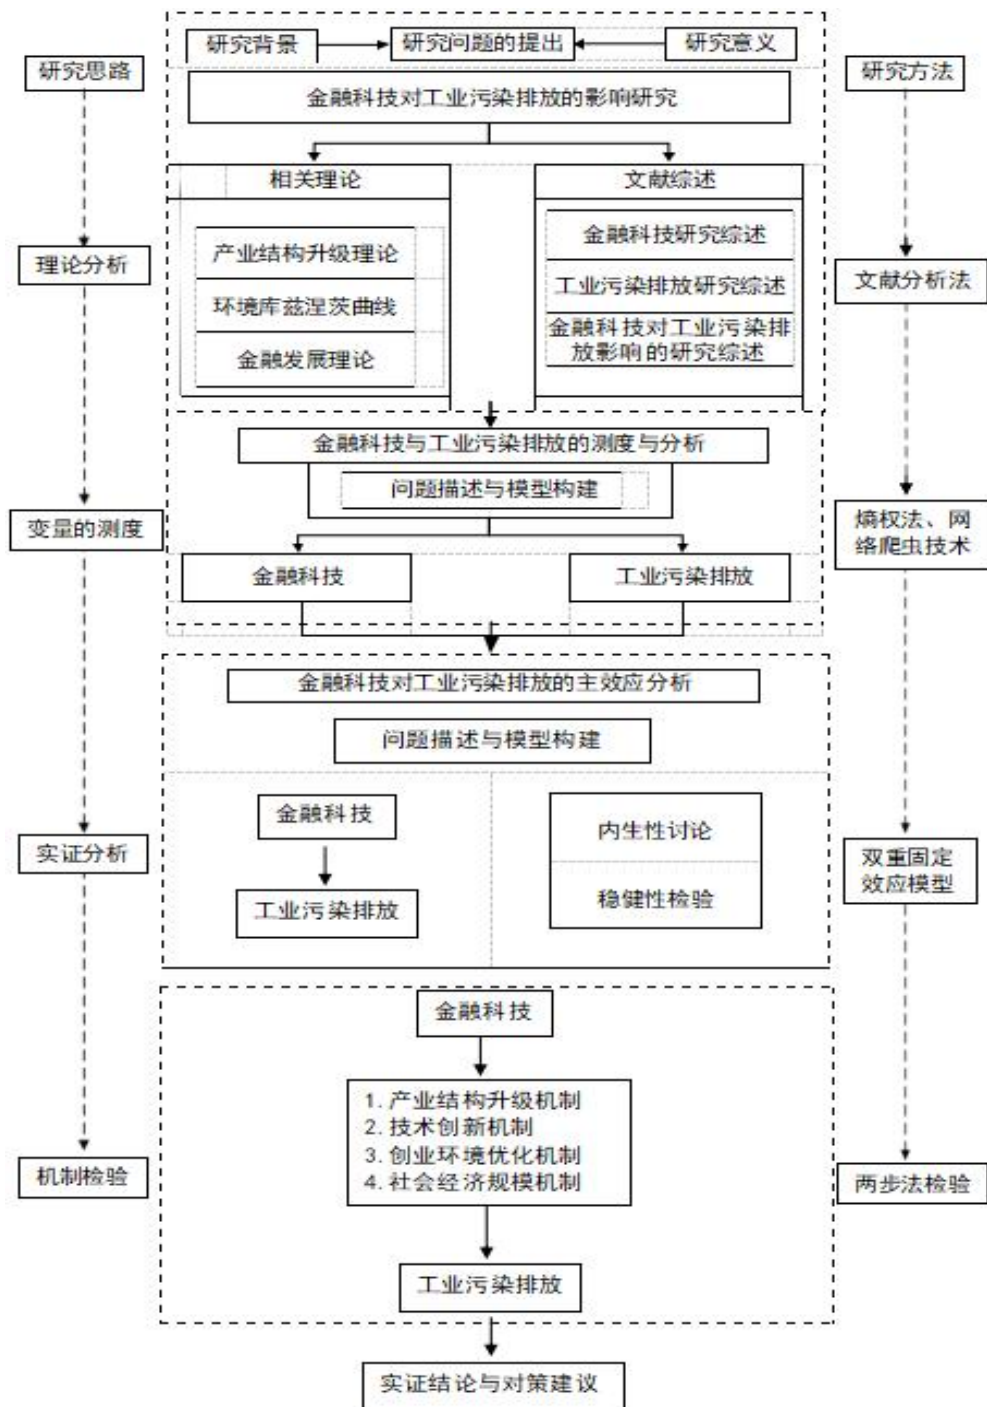 研究背景
研究问题的提出
研究意义
研究思路
研究方法
金融科技对工业污染排放的影响研究
相关理论
文献综述
产业结构升级理论
环境库兹涅茨曲线
金融发展理论
金融科技研究综述
工业污染排放研究综述
金融科技对工业污染排
放影响的研究综述
理论分析
文献分析法
金融科技与工业污染排放的测度与分析
问题描述与模型构建
变量的测度
熵权法、网
络爬虫技术
金融科技
工业污染排放
金融科技对工业污染排放的主效应分析
问题描述与模型构建
金融科技
工业污染排放
内生性讨论
稳健性检验
实证分析
双重固定
效应模型
金融科技
1.产业结构升级机制
2.技术创新机制
3.创业环境优化机制
4.社会经济规模机制
机制检验
两步法检验
工业污染排放
实证结论与对策建议